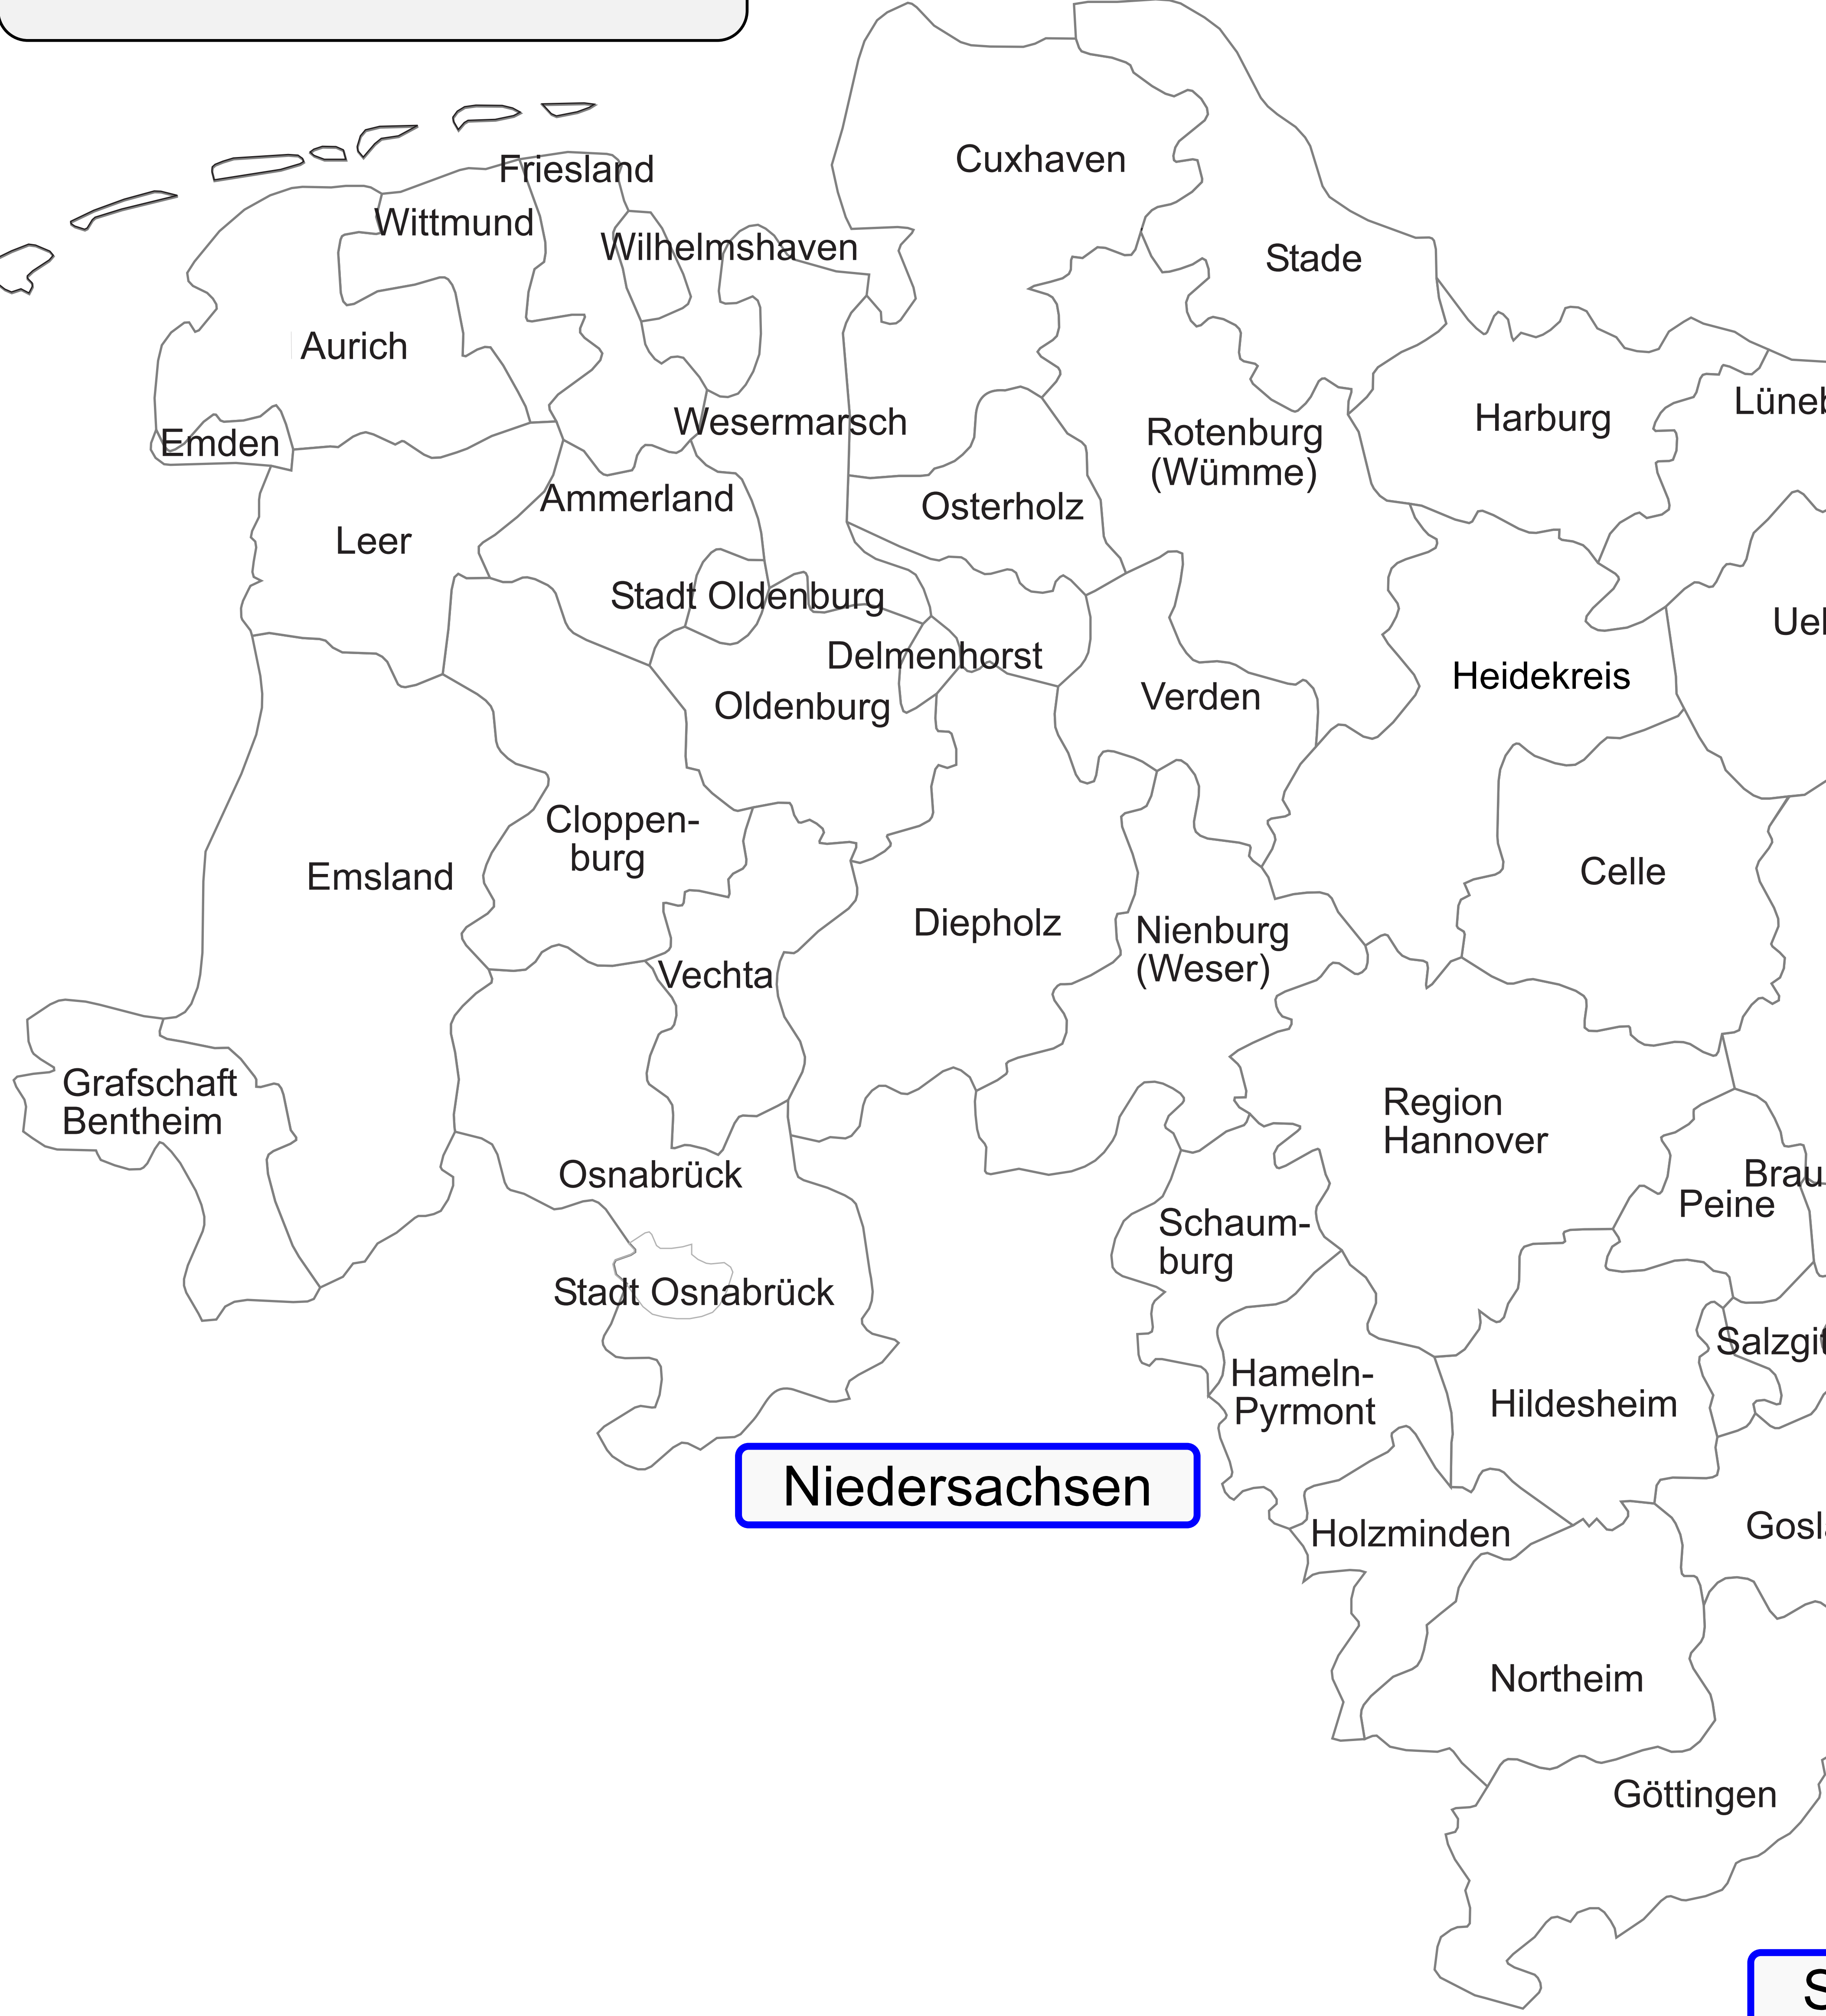 Cuxhaven
Friesland
Wittmund
Wilhelmshaven
Stade
Aurich
Lüneb
Harburg
Wesermarsch
Rotenburg
(Wümme)
Emden
Ammerland
Osterholz
Leer
Stadt Oldenburg
Uel
Delmenhorst
Heidekreis
Verden
Oldenburg
Cloppen-
burg
Emsland
Celle
Diepholz
Nienburg
(Weser)
Vechta
Grafschaft
Bentheim
Region
Hannover
Osnabrück
Brau
Peine
Schaum-
burg
Stadt Osnabrück
Salzgit
Hameln-
Pyrmont
Hildesheim
Niedersachsen
Gosla
Holzminden
Northeim
Göttingen
S